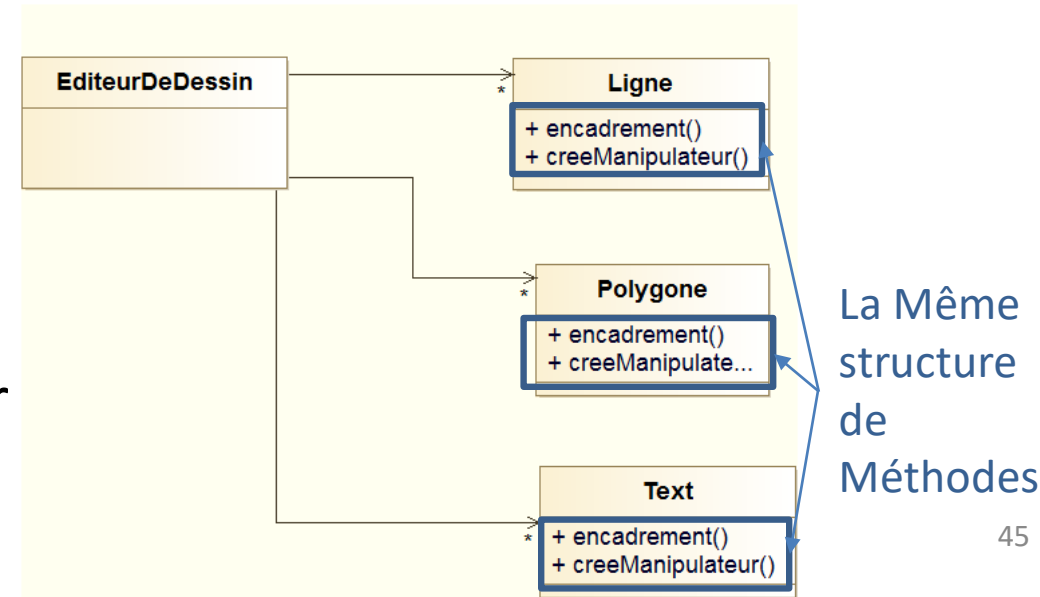 EditeurDeDessin
*
Ligne
+ encadrement()
+ creeManipulateur()
*
Polygone
+ encadrement()
+ creeManipulate...
r
La Même
structure
de
Méthodes
*
Text
+ encadrement()
+ creeManipulateur()
45